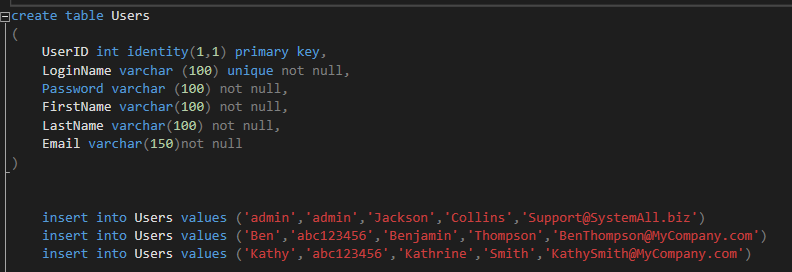 create table Users
(
UserID int identity(1,1) primary key,
LoginName varchar (100) unique not null,
Password varchar (100) not null,
FirstName varchar(100) not null,
LastName varchar(100) not null,
Email varchar(150)not null
)
insert into Users values ('admin','admin','Jackson','Collins','Support@SystemAll.biz')
insert into Users values ('Ben','abc123456','Benjamin','Thompson','BenThompson@MyCompany.com')
insert into Users values ('Kathy','abc123456','Kathrine','Smith','KathySmith@MyCompany.com')